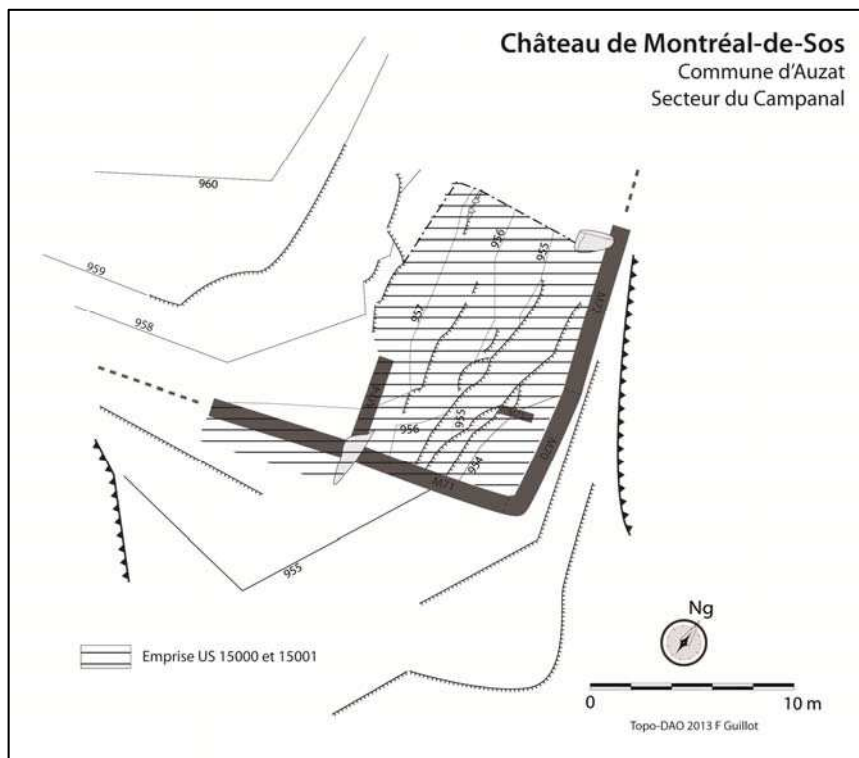 Château de Montréal-de-Sos
Commune d'Auzat
Secteur du Campanal
960
959
958
957
956
955
956
955
954
M71
955
Ng
Emprise US 15000 et 15001
0
10 m
Topo-DAO 2013 F Guillot